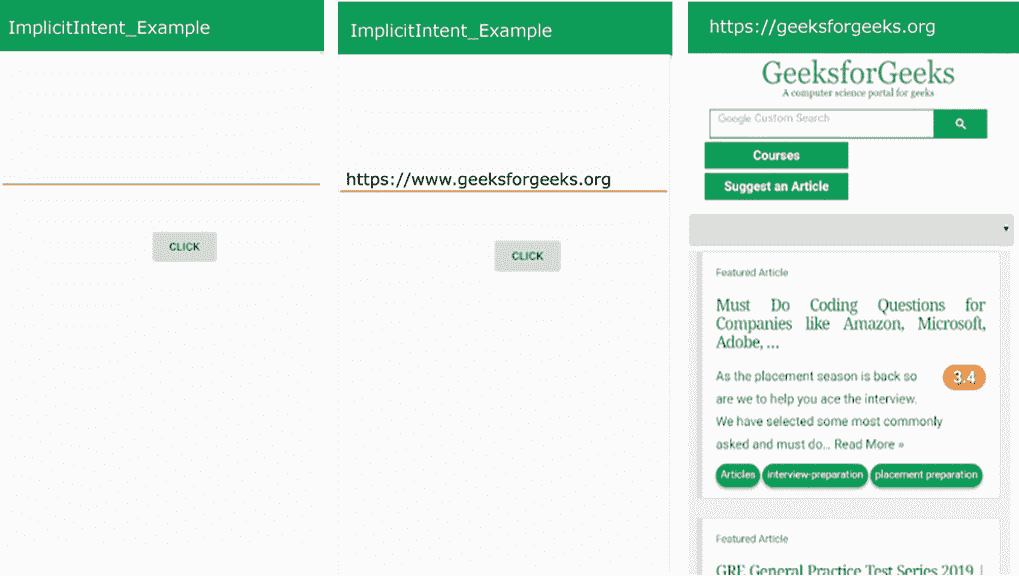 ImplicitIntent_Example
CLICK
ImplicitIntent_Example
https://www.geeksforgeeks.org
CLICK
https://geeksforgeeks.org
GeeksforGeeks
A computer science portal for geeks
Google Custom Search
Courses
Suggest an Article
Featured Article
Must Do Coding Questions for
Companies like Amazon, Microsoft,
Adobe, ...
As the placement season is back so
3.4
are we to help you ace the interview.
We have selected some most commonly
asked and must do... Read More »
Articles interview-preparation placement preparation
Featured Article
GRE General Practice Test Series 2019 |